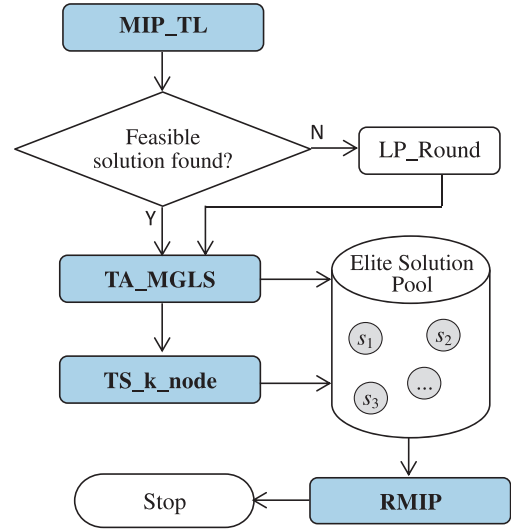 MIP_TL
Feasible
solution found?
N
LP_Round
Y
TA_MGLS
Elite Solution
Pool
s1
s2
TS_k_node
...
s3
RMIP
Stop